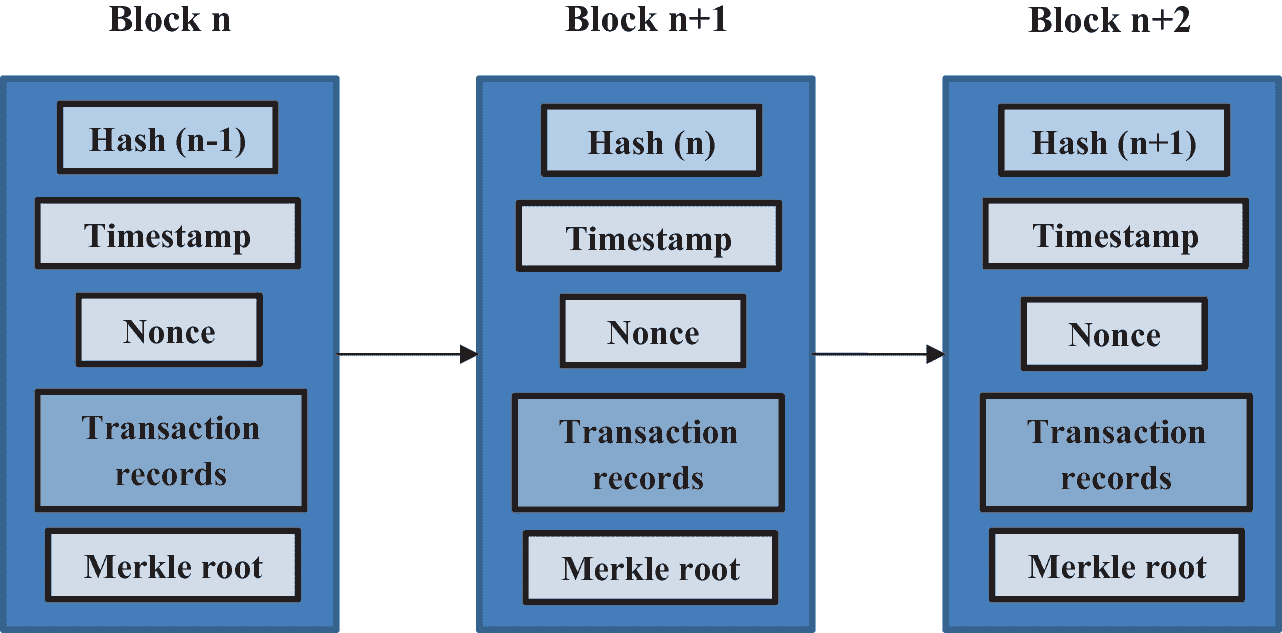 Block n
Hash (n-1)
Timestamp
Nonce
Transaction
records
Merkle root
Block n+1
Hash (n)
Timestamp
Nonce
Transaction
records
Merkle root
Block n+2
Hash (n+1)
Timestamp
Nonce
Transaction
records
Merkle root